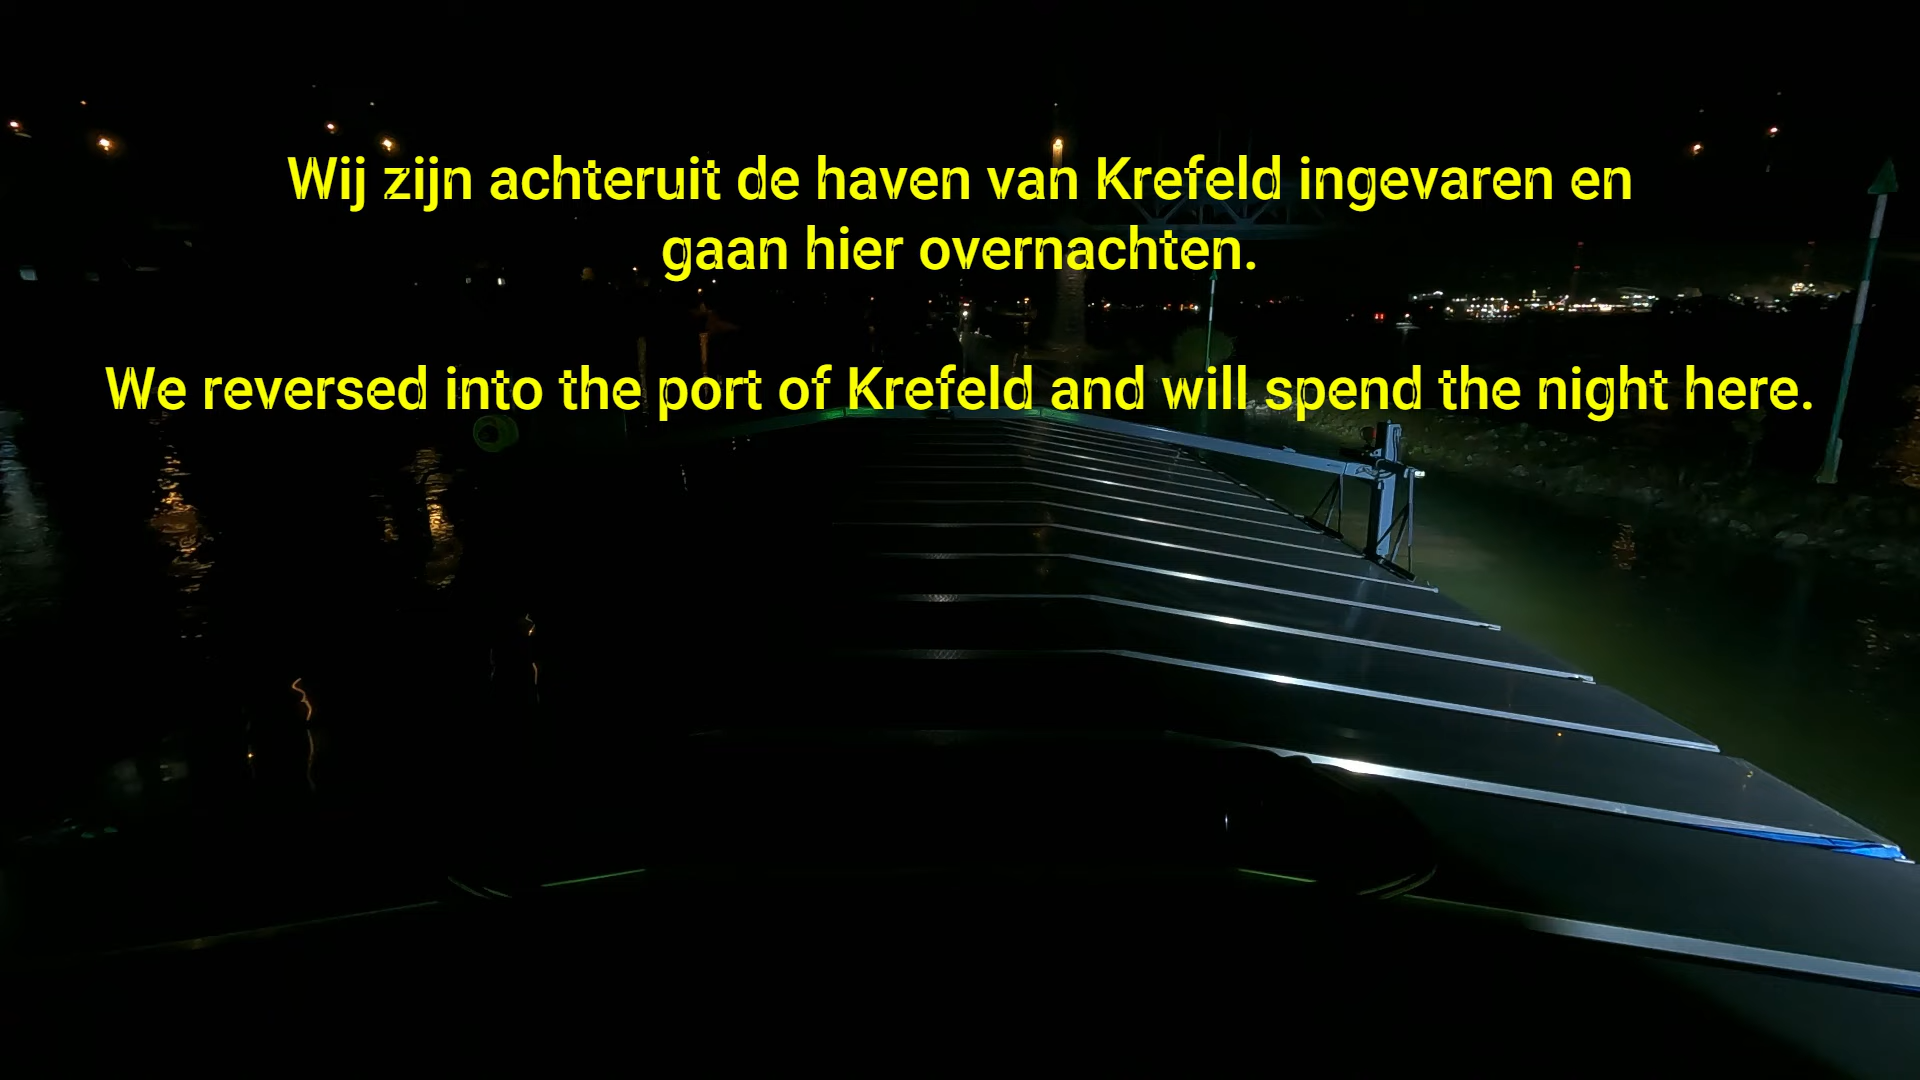 Wij zijn achteruit de haven van Krefeld ingevaren en
gaan hier overnachten.
We reversed into the port of Krefeld and will spend the night here.